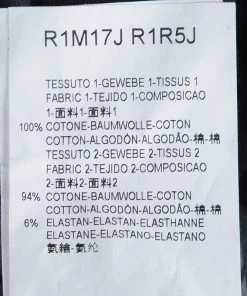 R1M17J R1R5J
TESSUTO 1-GEWEBE 1-TISSUS 1
FABRIC 1-TEJIDO 1-COMPOSICAO
1-面料1-面料1
100% COTONE-BAUMWOLLE-COTON
COTTON-ALGODÓN-ALGODÃO-棉-棉
TESSUTO 2-GEWEBE 2-TISSUS 2
FABRIC 2-TEJIDO 2-COMPOSICAO
2-面料2-面料2
94% COTONE-BAUMWOLLE-COTON
COTTON-ALGODÓN-ALGODÃO-棉-棉
6% ELASTAN-ELASTAN-ELASTHANNE
ELASTANE-ELASTANO-ELASTANO
氨綸-氨纶